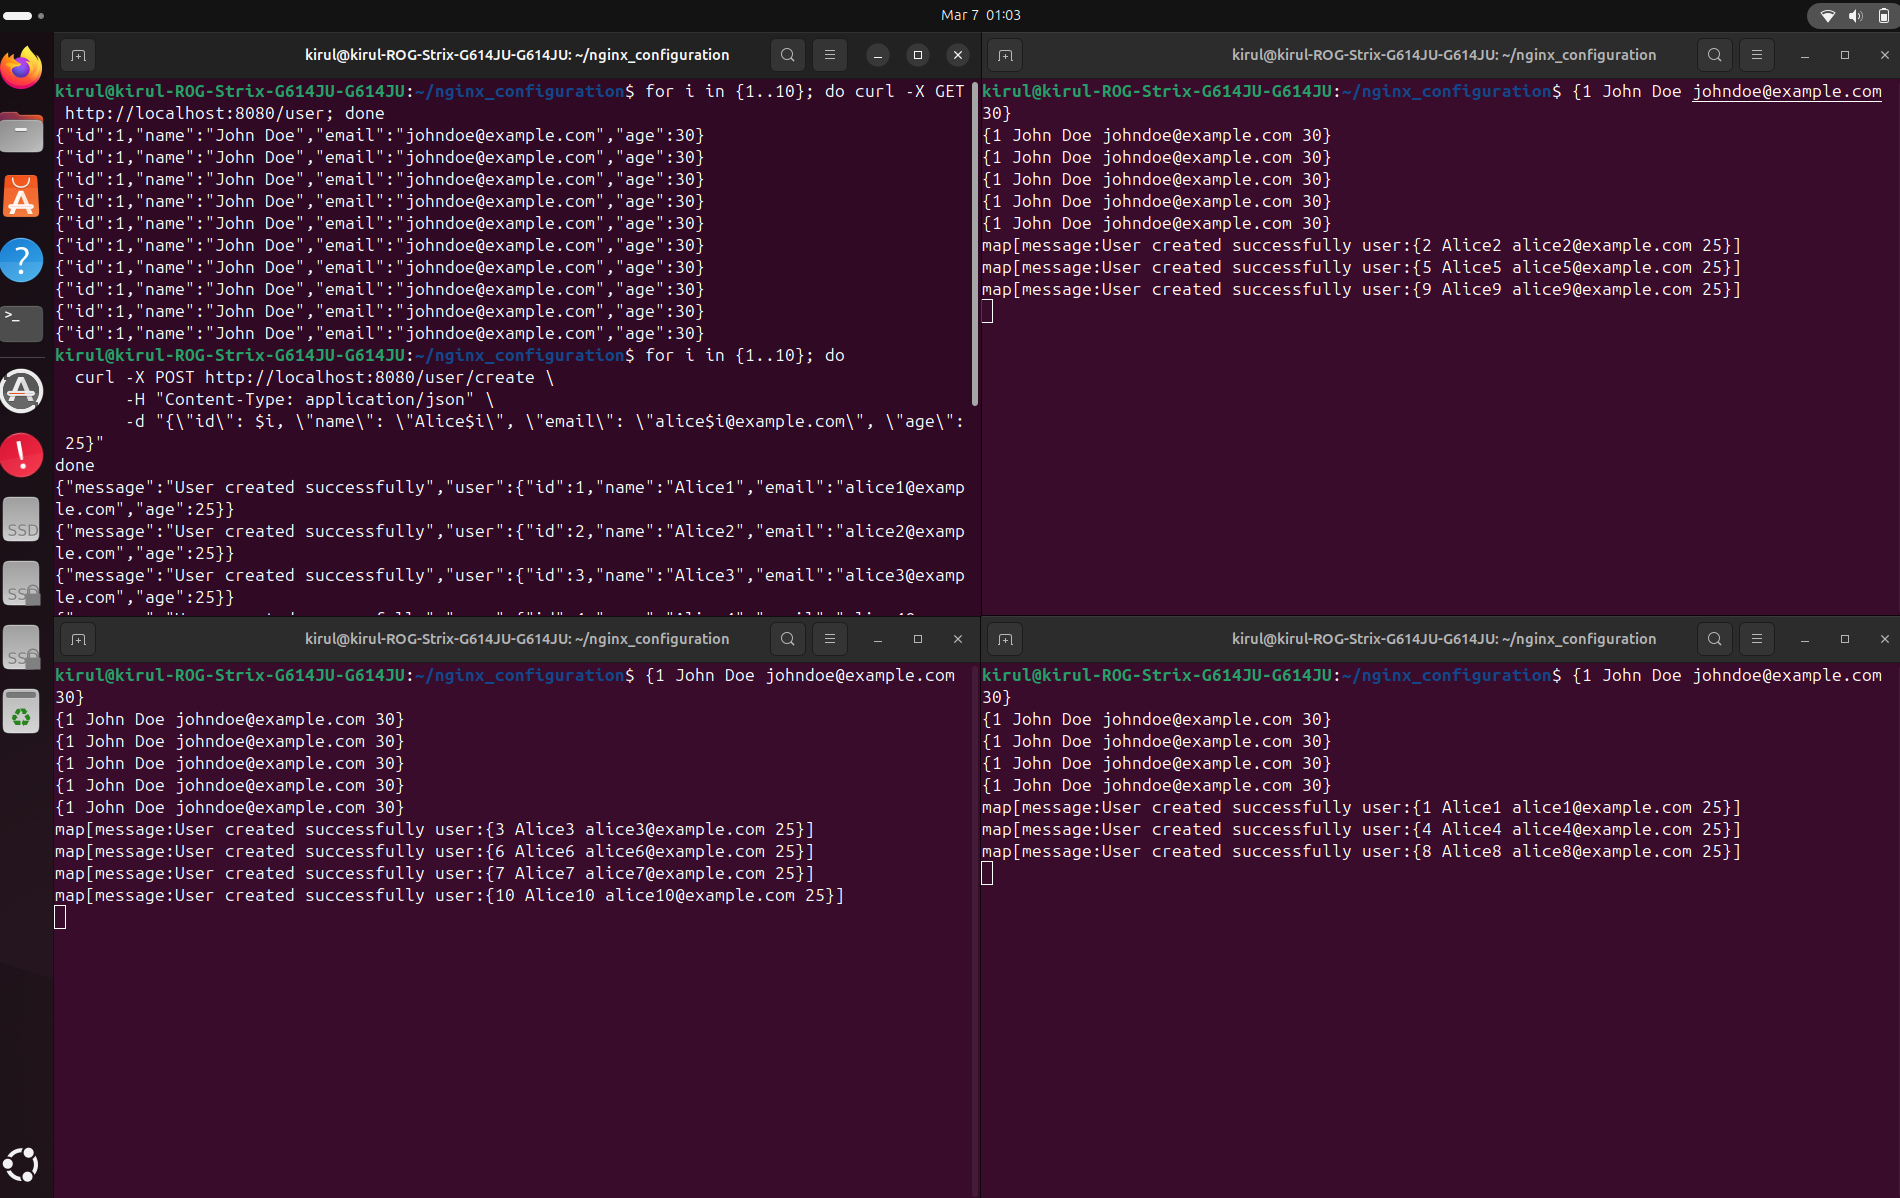 Mar 7 01:03
kirul@kirul-ROG-Strix-G614JU-G614JU: ~/nginx_configuration
kirul@kirul-ROG-Strix-G614JU-G614JU:~/nginx_configuration$ for i in {1..10}; do curl -X GET
http://localhost:8080/user; done
{"id":1,"name":"John Doe","email":"johndoe@example.com","age":30}
{"id":1,"name":"John Doe","email":"johndoe@example.com","age":30}
{"id":1,"name":"John Doe","email":"johndoe@example.com","age":30}
{"id":1,"name":"John Doe","email":"johndoe@example.com","age":30}
{"id":1,"name":"John Doe","email":"johndoe@example.com","age":30}
{"id":1,"name":"John Doe","email":"johndoe@example.com","age":30}
{"id":1,"name":"John Doe","email":"johndoe@example.com","age":30}
{"id":1,"name":"John Doe","email":"johndoe@example.com","age":30}
{"id":1,"name":"John Doe","email":"johndoe@example.com","age":30}
{"id":1,"name":"John Doe","email":"johndoe@example.com","age":30}
kirul@kirul-ROG-Strix-G614JU-G614JU:~/nginx_configuration$ for i in {1..10}; do
curl -X POST http://localhost:8080/user/create \
-H "Content-Type: application/json" \
-d "{\"id\": $i, \"name\": \"Alice$i\", \"email\": \"alice$i@example.com\", \"age\":
25}"
done
{"message":"User created successfully","user":{"id":1,"name":"Alice1","email":"alice1@examp
le.com","age":25}}
{"message":"User created successfully","user":{"id":2,"name":"Alice2","email":"alice2@examp
le.com","age":25}}
{"message":"User created successfully","user":{"id":3,"name":"Alice3","email":"alice3@examp
le.com","age":25}}
kirul@kirul-ROG-Strix-G614JU-G614JU: ~/nginx_configuration
kirul@kirul-ROG-Strix-G614JU-G614JU:~/nginx_configuration$ {1 John Doe johndoe@example.com
30}
{1 John Doe johndoe@example.com 30}
{1 John Doe johndoe@example.com 30}
{1 John Doe johndoe@example.com 30}
{1 John Doe johndoe@example.com 30}
{1 John Doe johndoe@example.com 30}
map[message:User created successfully user:{2 Alice2 alice2@example.com 25}]
map[message:User created successfully user:{5 Alice5 alice5@example.com 25}]
map[message:User created successfully user:{9 Alice9 alice9@example.com 25}]
kirul@kirul-ROG-Strix-G614JU-G614JU: ~/nginx_configuration
kirul@kirul-ROG-Strix-G614JU-G614JU:~/nginx_configuration$ {1 John Doe johndoe@example.com
30}
{1 John Doe johndoe@example.com 30}
{1 John Doe johndoe@example.com 30}
{1 John Doe johndoe@example.com 30}
{1 John Doe johndoe@example.com 30}
{1 John Doe johndoe@example.com 30}
map[message:User created successfully user:{3 Alice3 alice3@example.com 25}]
map[message:User created successfully user:{6 Alice6 alice6@example.com 25}]
map[message:User created successfully user:{7 Alice7 alice7@example.com 25}]
map[message:User created successfully user:{10 Alice10 alice10@example.com 25}]
kirul@kirul-ROG-Strix-G614JU-G614JU: ~/nginx_configuration
kirul@kirul-ROG-Strix-G614JU-G614JU:~/nginx_configuration$ {1 John Doe johndoe@example.com
30}
{1 John Doe johndoe@example.com 30}
{1 John Doe johndoe@example.com 30}
{1 John Doe johndoe@example.com 30}
{1 John Doe johndoe@example.com 30}
map[message:User created successfully user:{1 Alice1 alice1@example.com 25}]
map[message:User created successfully user:{4 Alice4 alice4@example.com 25}]
map[message:User created successfully user:{8 Alice8 alice8@example.com 25}]
SSD
SSD
SSD